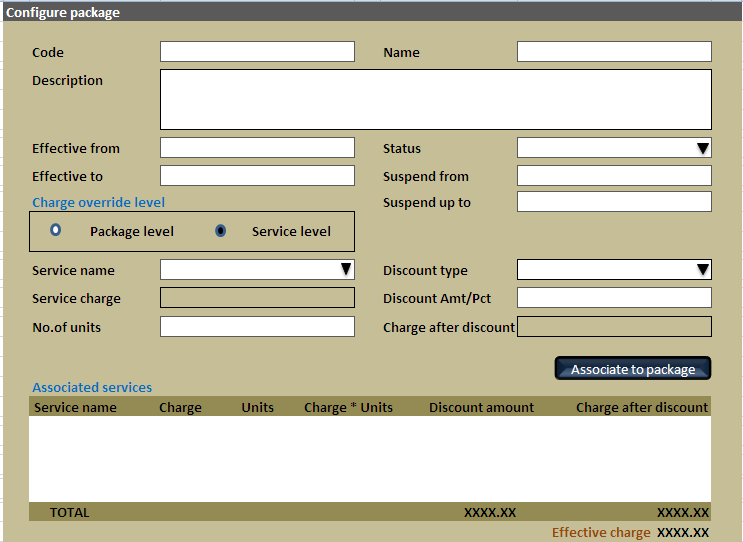 Configure package
Code Name
Description
Effective from Status
Effective to Suspend from
Charge override level Suspend up to
Package level Service level
Service name Discount type
Service charge Discount Amt/Pct
No.of units Charge after discount
Associate to package
Associated services
Service name Charge Units Charge * Units Discount amount Charge after discount
TOTAL XXXX.XX XXXX.XX
Effective charge XXXX.XX